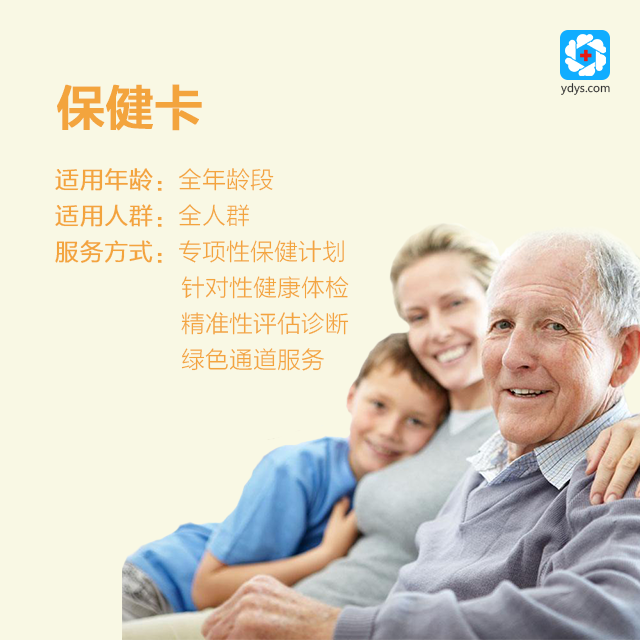 ydys.com
保健卡
适用年龄：全年龄段
适用人群：全人群
服务方式：专项性保健计划
针对性健康体检
精准性评估诊断
绿色通道服务